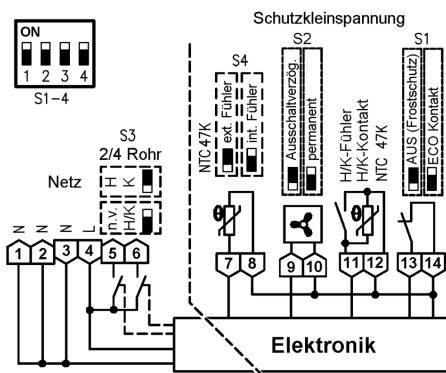 Schutzkleinspannung
ON
1 2 3 4
S1-4
S4
S2
S1
NTC 47K
ext. Fühler
int. Fühler
Ausschaltverzög.
permanent
H/K-Fühler
H/K-Kontakt
NTC 47K
AUS (Frostschutz)
ECO Kontakt
S3
2/4 Rohr
Netz
H K
n.v. H/K
N N N L
1 2 3 4 5 6
7 8 9 10 11 12 13 14
Elektronik